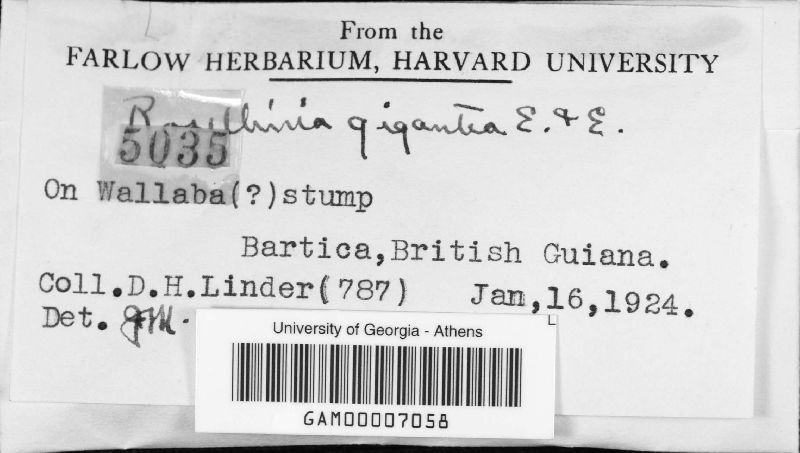 From the
FARLOW HERBARIUM, HARVARD UNIVERSITY
Rosellinia gigantea E. & E.
5035
On Wallaba(?)stump
Bartica,British Guiana.
Coll.D.H.Linder(787) Jan,16,1924.
Det.
University of Georgia - Athens
GAM00007058